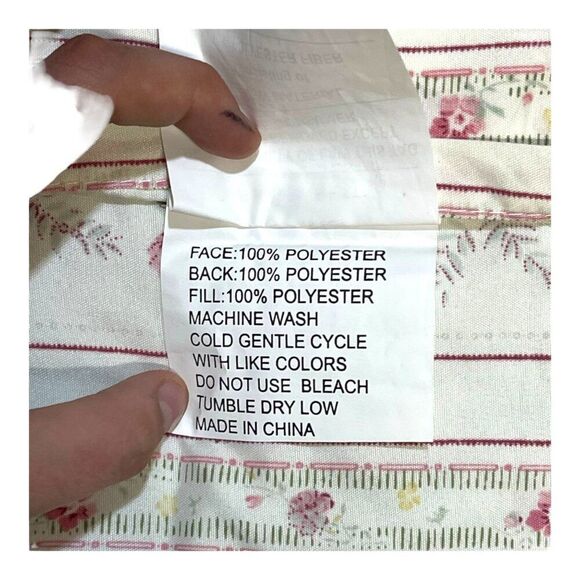 FACE:100% POLYESTER
BACK:100% POLYESTER
FILL:100% POLYESTER
MACHINE WASH
COLD GENTLE CYCLE
WITH LIKE COLORS
DO NOT USE BLEACH
TUMBLE DRY LOW
MADE IN CHINA